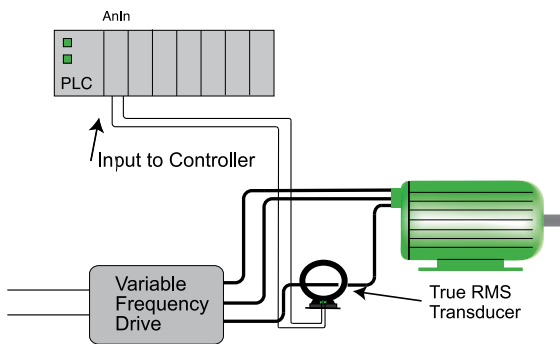 AnIn
PLC
Input to Controller
Variable
Frequency
Drive
True RMS
Transducer